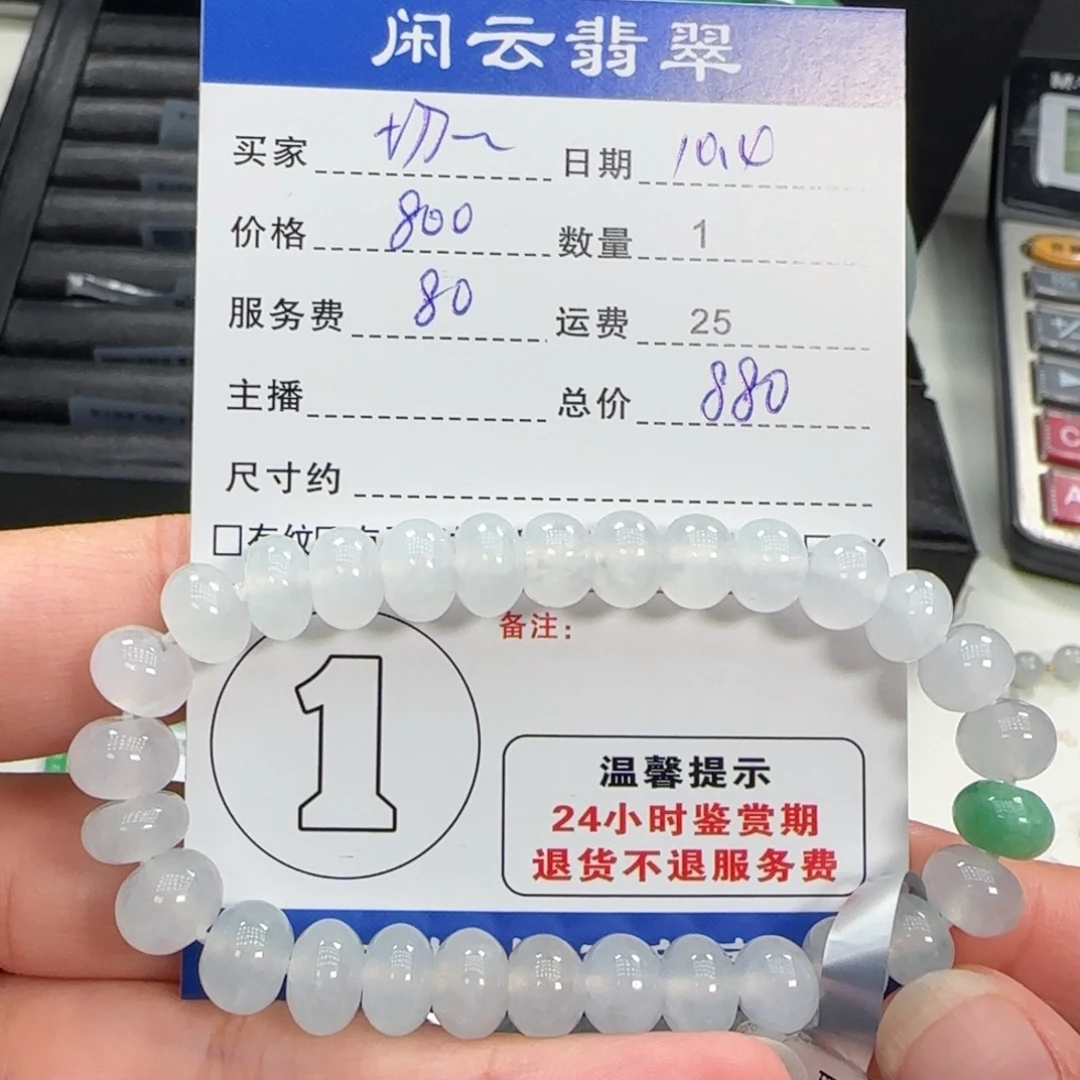 闲云翡翠
买家 切一 日期 10.10
价格 800 数量 1
服务费 80 运费 25
主播 总价 880
尺寸约
备注：
1
温馨提示
24小时鉴赏期
退货不退服务费